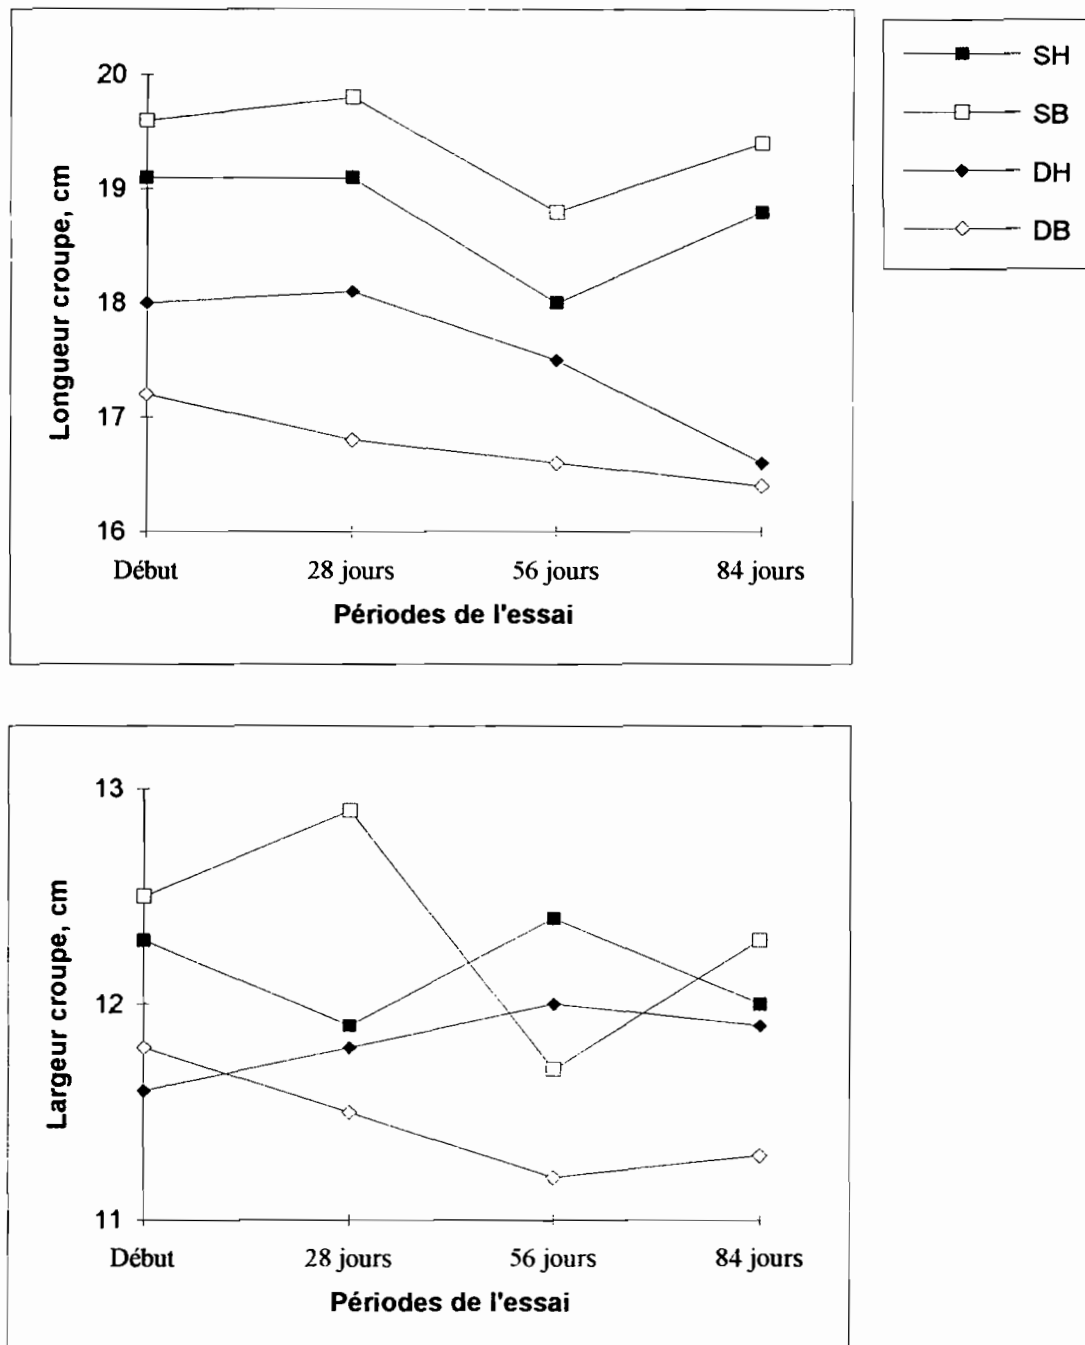 20
19
18
17
16
Longueur croupe, cm
Début 28 jours 56 jours 84 jours
Périodes de l'essai
SH
SB
DH
DB
13
12
11
Largeur croupe, cm
Début 28 jours 56 jours 84 jours
Périodes de l'essai